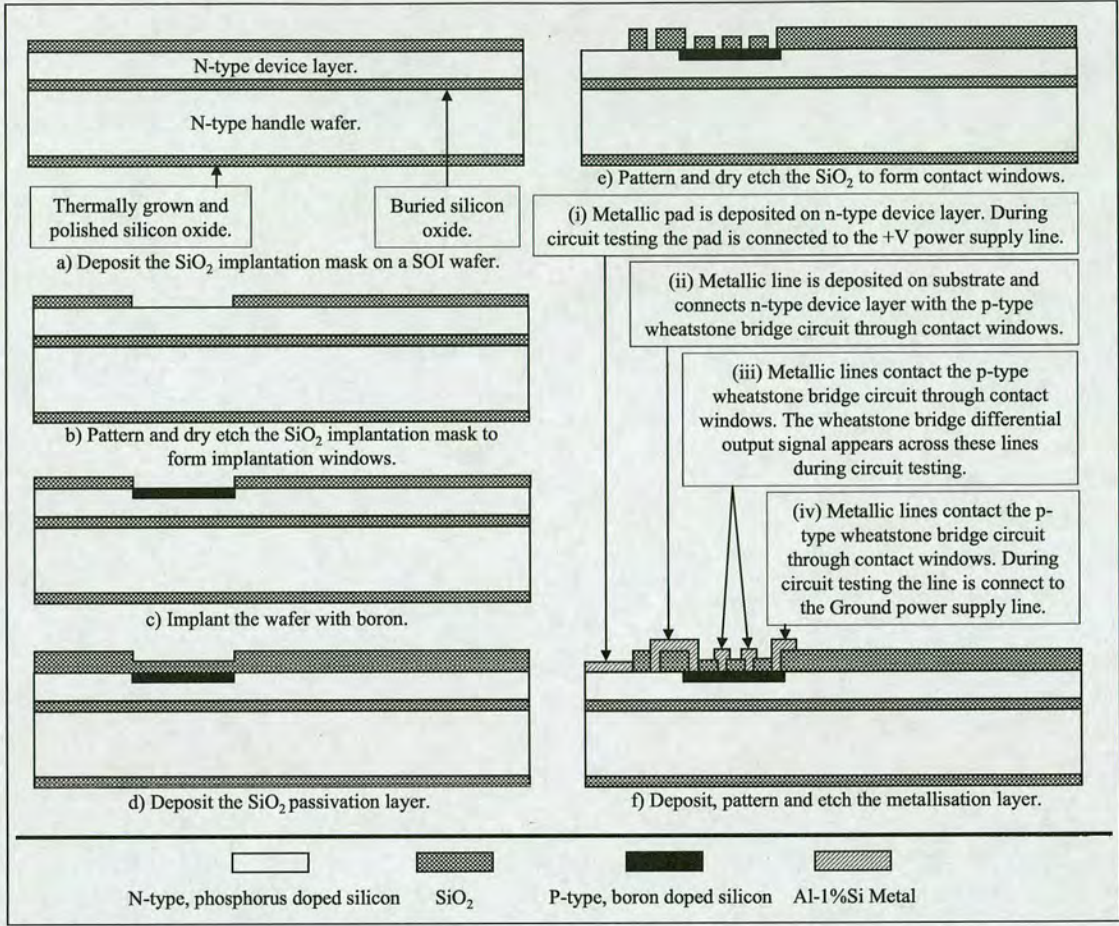 N-type device layer.
N-type handle wafer.
Thermally grown and
polished silicon oxide.
Buried silicon
oxide.
a) Deposit the SiO₂ implantation mask on a SOI wafer.
b) Pattern and dry etch the SiO₂ implantation mask to
form implantation windows.
c) Implant the wafer with boron.
d) Deposit the SiO₂ passivation layer.
e) Pattern and dry etch the SiO₂ to form contact windows.
(i) Metallic pad is deposited on n-type device layer. During
circuit testing the pad is connected to the +V power supply line.
(ii) Metallic line is deposited on substrate and
connects n-type device layer with the p-type
wheatstone bridge circuit through contact windows.
(iii) Metallic lines contact the p-type
wheatstone bridge circuit through contact
windows. The wheatstone bridge differential
output signal appears across these lines
during circuit testing.
(iv) Metallic lines contact the p-
type wheatstone bridge circuit
through contact windows. During
circuit testing the line is connect to
the Ground power supply line.
f) Deposit, pattern and etch the metallisation layer.
N-type, phosphorus doped silicon
SiO₂
P-type, boron doped silicon
Al-1%Si Metal